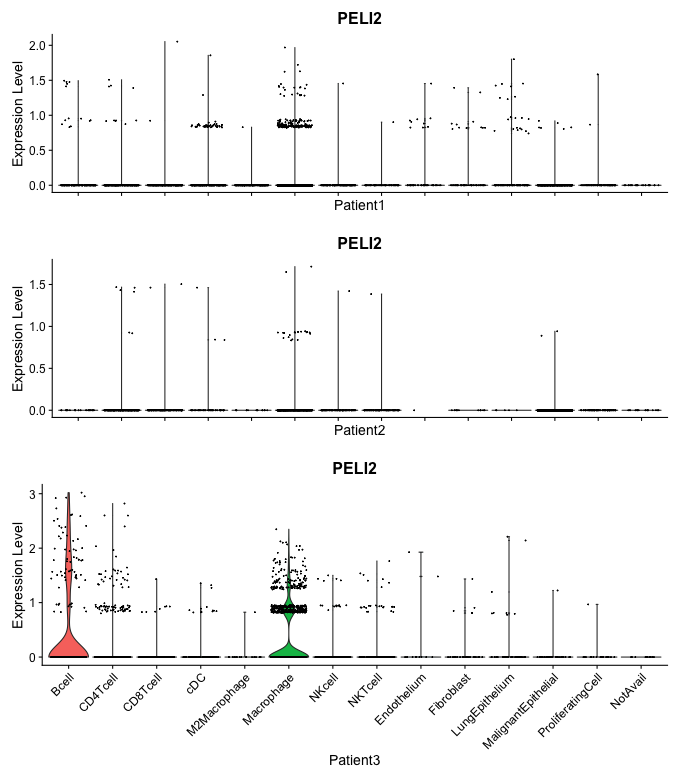 PELI2
Expression Level
2.0
1.5
1.0
0.5
0.0
Patient1
PELI2
Expression Level
1.5
1.0
0.5
0.0
Patient2
PELI2
Expression Level
3
2
1
0
Bcell
CD4Tcell
CD8Tcell
cDC
M2Macrophage
Macrophage
NKcell
NKTcell
Endothelium
Fibroblast
LungEpithelium
MalignantEpithelial
ProliferatingCell
NotAvail
Patient3